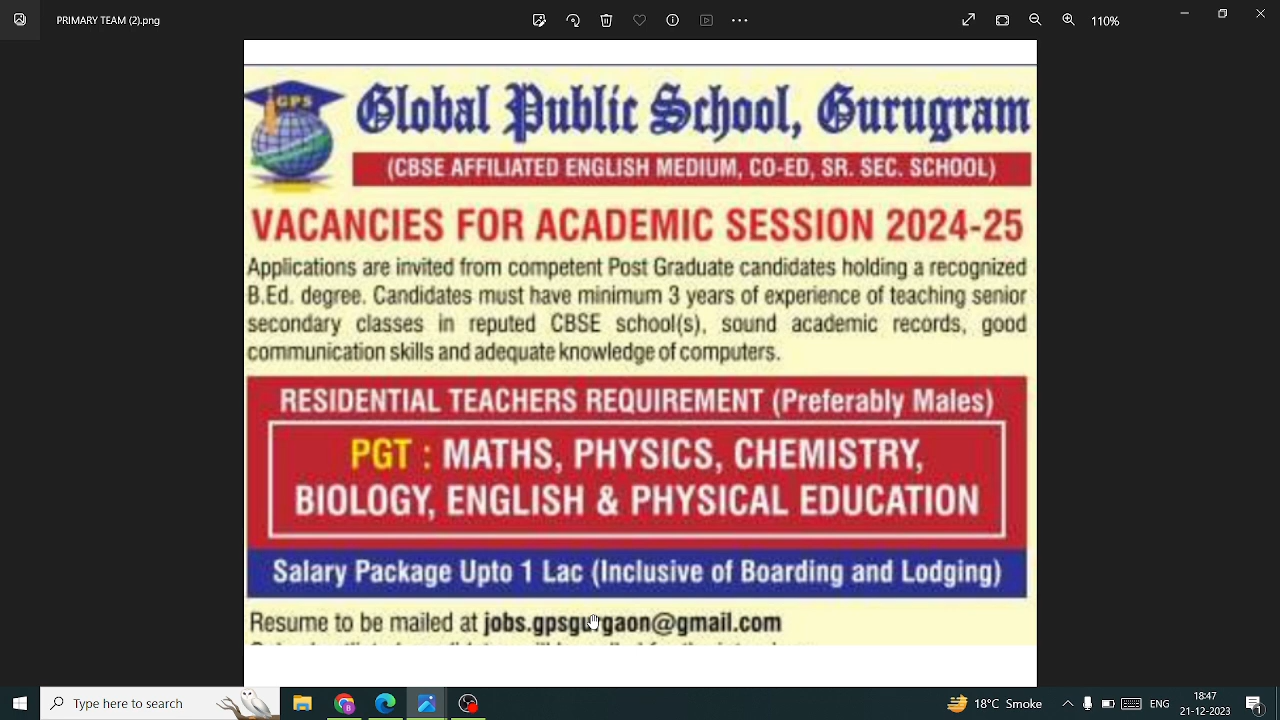 PRIMARY TEAM (2).png
110%
GPS
Global Public School, Gurugram
(CBSE AFFILIATED ENGLISH MEDIUM, CO-ED, SR. SEC. SCHOOL)
VACANCIES FOR ACADEMIC SESSION 2024-25
Applications are invited from competent Post Graduate candidates holding a recognized
B.Ed. degree. Candidates must have minimum 3 years of experience of teaching senior
secondary classes in reputed CBSE school(s), sound academic records, good
communication skills and adequate knowledge of computers.
RESIDENTIAL TEACHERS REQUIREMENT (Preferably Males)
PGT : MATHS, PHYSICS, CHEMISTRY,
BIOLOGY, ENGLISH & PHYSICAL EDUCATION
Salary Package Upto 1 Lac (Inclusive of Boarding and Lodging)
Resume to be mailed at jobs.gpsgurgaon@gmail.com
Type here to search
18°C Smoke
ENG
18:47
21-12-2023